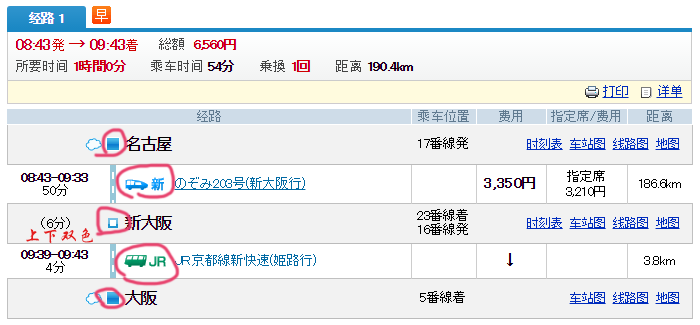 经路 1 早
08:43発 → 09:43着 総額 6,560円
所要时间 1時間0分 乘车时间 54分 乘換 1回 距离 190.4km
打印 详单
经路 乘车位置 费用 指定席/费用 距离
名古屋 17番線発 时刻表 车站图 线路图 地图
08:43-09:33 50分 新 のぞみ203号(新大阪行) 3,350円 指定席 3,210円 186.6km
(6分) 新大阪 23番線着 16番線発 时刻表 车站图 线路图 地图
上下双色
09:39-09:43 4分 JR JR京都線新快速(姫路行) ↓ 3.8km
大阪 5番線着 车站图 线路图 地图